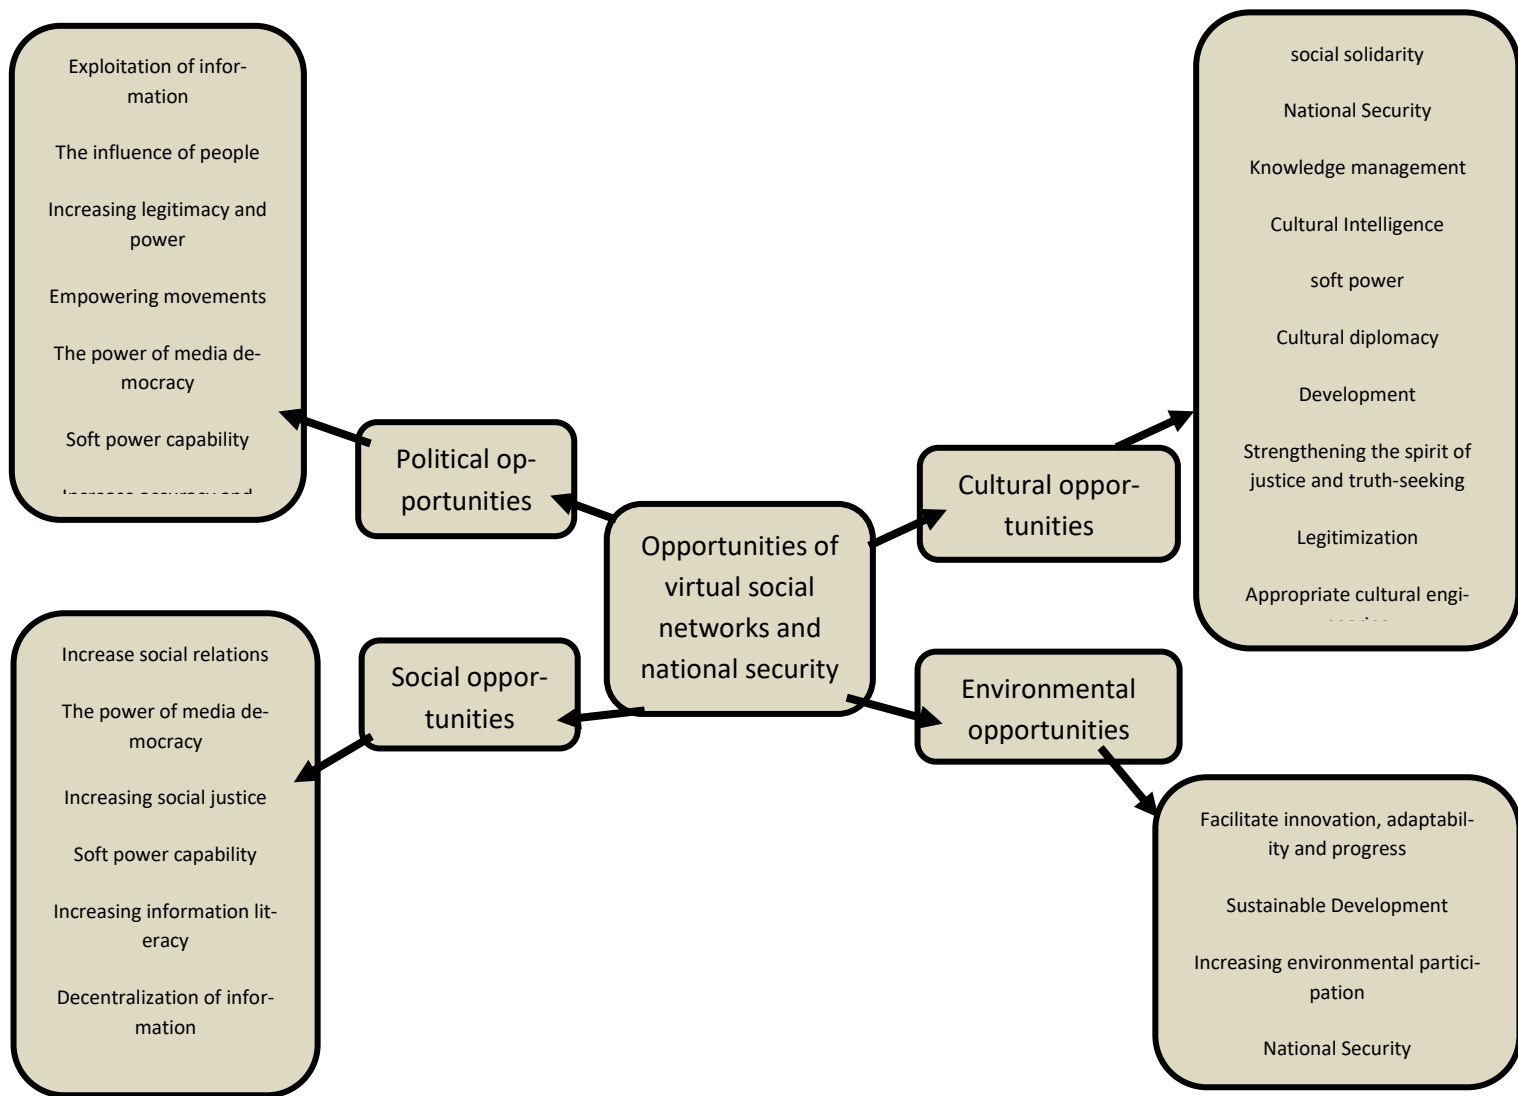 Exploitation of infor-
mation
The influence of people
Increasing legitimacy and
power
Empowering movements
The power of media de-
mocracy
Soft power capability
Political op-
portunities
Opportunities of
virtual social
networks and
national security
Cultural oppor-
tunities
social solidarity
National Security
Knowledge management
Cultural Intelligence
soft power
Cultural diplomacy
Development
Strengthening the spirit of
justice and truth-seeking
Legitimization
Appropriate cultural engi-
Social oppor-
tunities
Increase social relations
The power of media de-
mocracy
Increasing social justice
Soft power capability
Increasing information lit-
eracy
Decentralization of infor-
mation
Environmental
opportunities
Facilitate innovation, adaptabil-
ity and progress
Sustainable Development
Increasing environmental partici-
pation
National Security